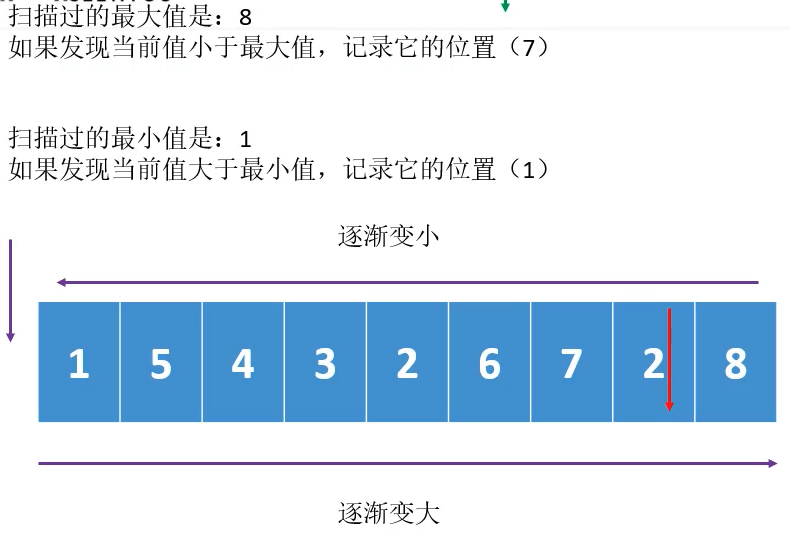 扫描过的最大值是：8
如果发现当前值小于最大值，记录它的位置（7）
扫描过的最小值是：1
如果发现当前值大于最小值，记录它的位置（1）
逐渐变小
1 5 4 3 2 6 7 2 8
逐渐变大